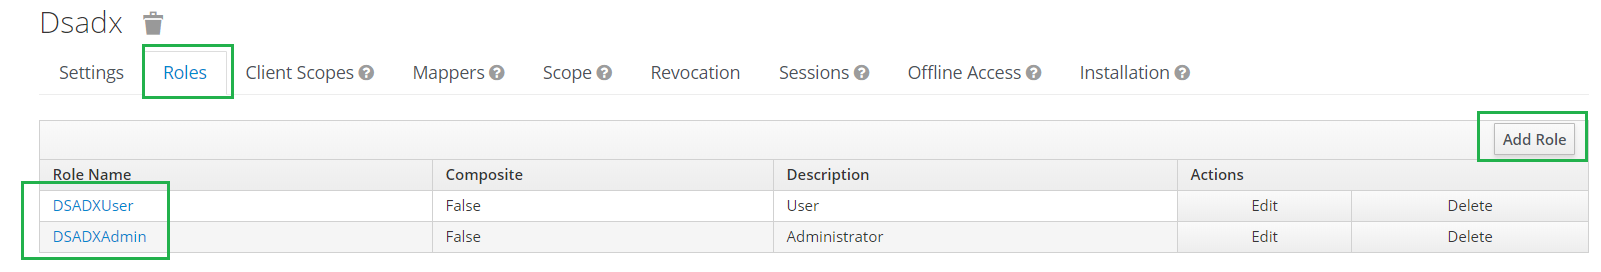 Dsadx
Settings Roles Client Scopes ? Mappers ? Scope ? Revocation Sessions ? Offline Access ? Installation ?
Add Role
Role Name Composite Description Actions
DSADXUser False User Edit Delete
DSADXAdmin False Administrator Edit Delete